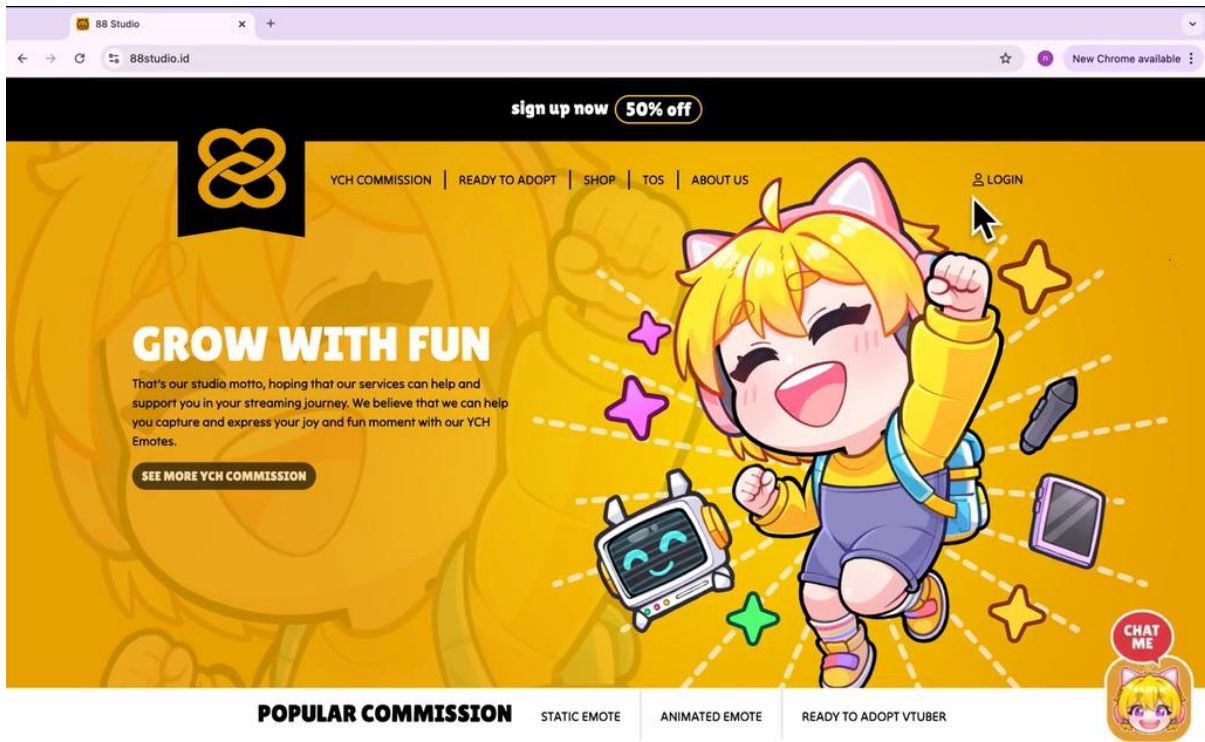 88 Studio
88studio.id
New Chrome available
sign up now 50% off
YCH COMMISSION | READY TO ADOPT | SHOP | TOS | ABOUT US
LOGIN
GROW WITH FUN
That's our studio motto, hoping that our services can help and
support you in your streaming journey. We believe that we can help
you capture and express your joy and fun moment with our YCH
Emotes.
SEE MORE YCH COMMISSION
CHAT
ME
POPULAR COMMISSION STATIC EMOTE ANIMATED EMOTE READY TO ADOPT VTUBER